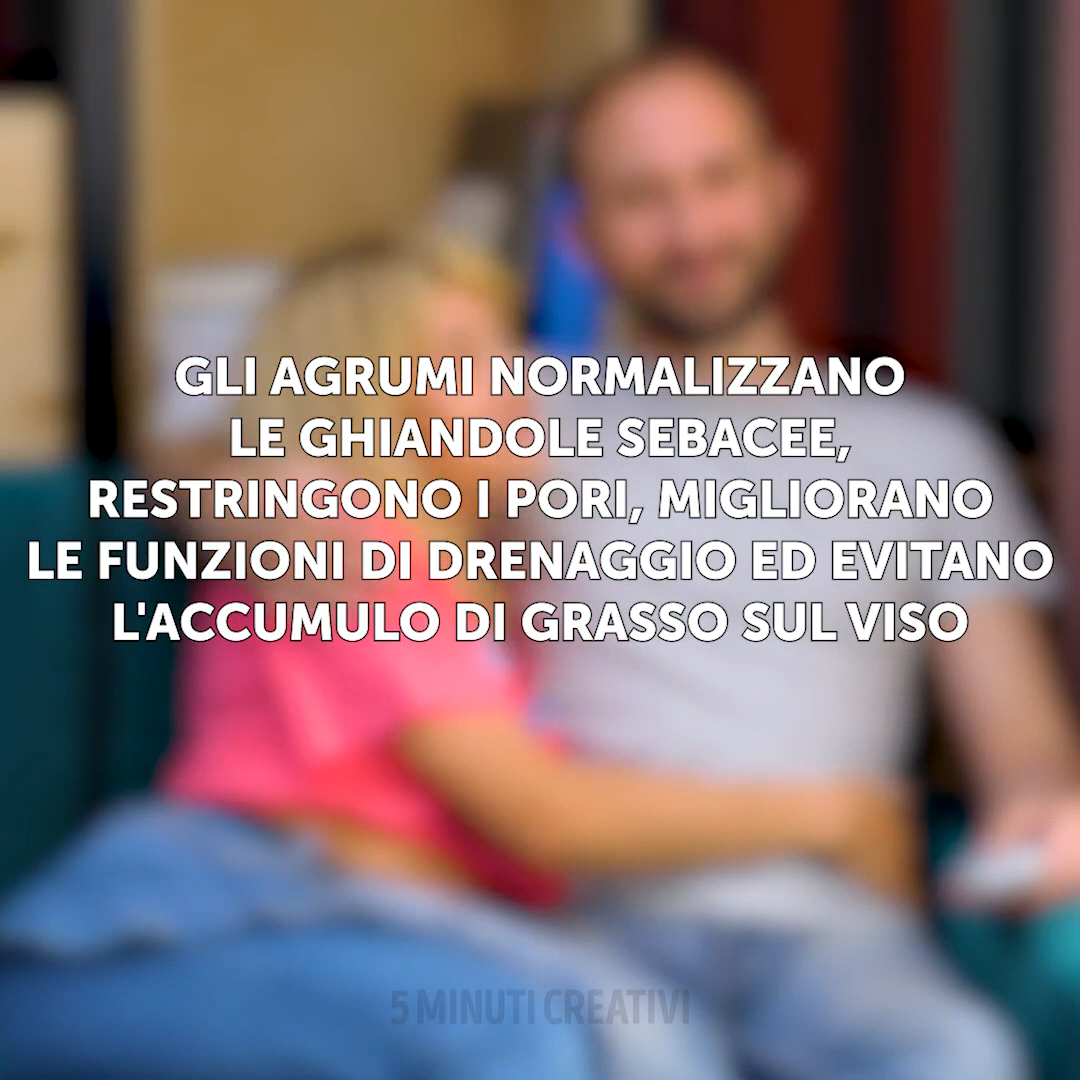 GLI AGRUMI NORMALIZZANO
LE GHIANDOLE SEBACEE,
RESTRINGONO I PORI, MIGLIORANO
LE FUNZIONI DI DRENAGGIO ED EVITANO
L'ACCUMULO DI GRASSO SUL VISO
5 MINUTI CREATIVI